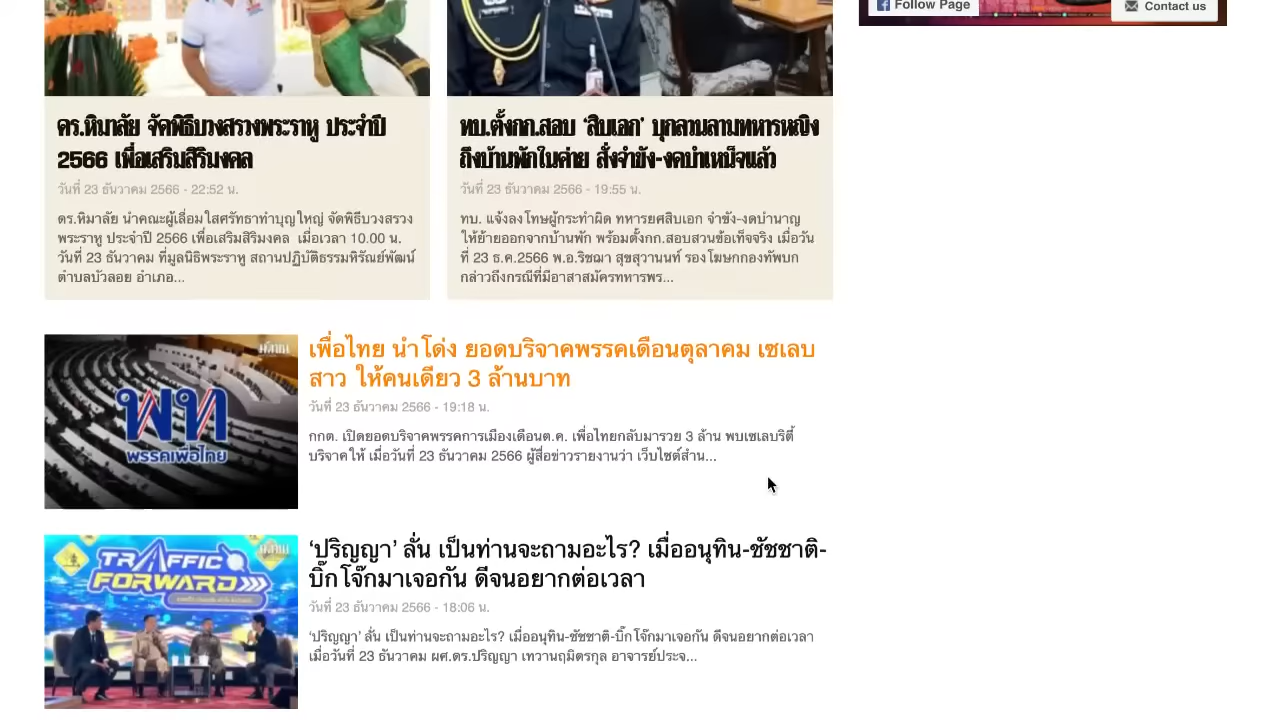 Follow Page
Contact us
ดร.หิมาลัย จัดพิธีบวงสรวงพระราหู ประจำปี
2566 เพื่อเสริมสิริมงคล
วันที่ 23 ธันวาคม 2566 - 22:52 น.
ดร.หิมาลัย นำคณะผู้เลื่อมใสศรัทธาทำบุญใหญ่ จัดพิธีบวงสรวง
พระราหู ประจำปี 2566 เพื่อเสริมสิริมงคล เมื่อเวลา 10.00 น.
วันที่ 23 ธันวาคม ที่มูลนิธิพระราหู สถานปฏิบัติธรรมหิรัณย์พัฒน์
ตำบลบัวลอย อำเภอ...
ทบ.ตั้งกก.สอบ ‘สิบเอก’ บุกลวนลามทหารหญิง
ถึงบ้านพักในค่าย สั่งจำขัง-งดบำเหน็จแล้ว
วันที่ 23 ธันวาคม 2566 - 19:55 น.
ทบ. แจ้งลงโทษผู้กระทำผิด ทหารยศสิบเอก จำขัง-งดบำนาญ
ให้ย้ายออกจากบ้านพัก พร้อมตั้งกก.สอบสวนข้อเท็จจริง เมื่อวัน
ที่ 23 ธ.ค.2566 พ.อ.ริชฌา สุขสุวานนท์ รองโฆษกกองทัพบก
กล่าวถึงกรณีที่มีอาสาสมัครทหารพร...
มติชน
พท
พรรคเพื่อไทย
เพื่อไทย นำโด่ง ยอดบริจาคพรรคเดือนตุลาคม เซเลบ
สาว ให้คนเดียว 3 ล้านบาท
วันที่ 23 ธันวาคม 2566 - 19:18 น.
กกต. เปิดยอดบริจาคพรรคการเมืองเดือนต.ค. เพื่อไทยกลับมารวย 3 ล้าน พบเซเลบริตี้
บริจาคให้ เมื่อวันที่ 23 ธันวาคม 2566 ผู้สื่อข่าวรายงานว่า เว็บไซต์สำน...
มติชน
TRAFFIC
FORWARD
‘ปริญญา’ ลั่น เป็นท่านจะถามอะไร? เมื่ออนุทิน-ชัชชาติ-
บิ๊กโจ๊กมาเจอกัน ดีจนอยากต่อเวลา
วันที่ 23 ธันวาคม 2566 - 18:06 น.
‘ปริญญา’ ลั่น เป็นท่านจะถามอะไร? เมื่ออนุทิน-ชัชชาติ-บิ๊กโจ๊กมาเจอกัน ดีจนอยากต่อเวลา
เมื่อวันที่ 23 ธันวาคม ผศ.ดร.ปริญญา เทวานฤมิตรกุล อาจารย์ประจ...